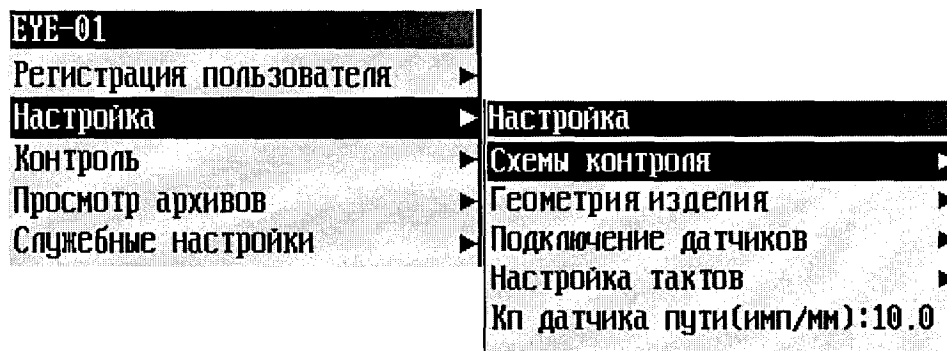 EYE-01
Регистрация пользователя
Настройка
Контроль
Просмотр архивов
Служебные настройки
Настройка
Схемы контроля
Геометрия изделия
Подключение датчиков
Настройка тактов
Кп датчика пути(имп/мм):10.0